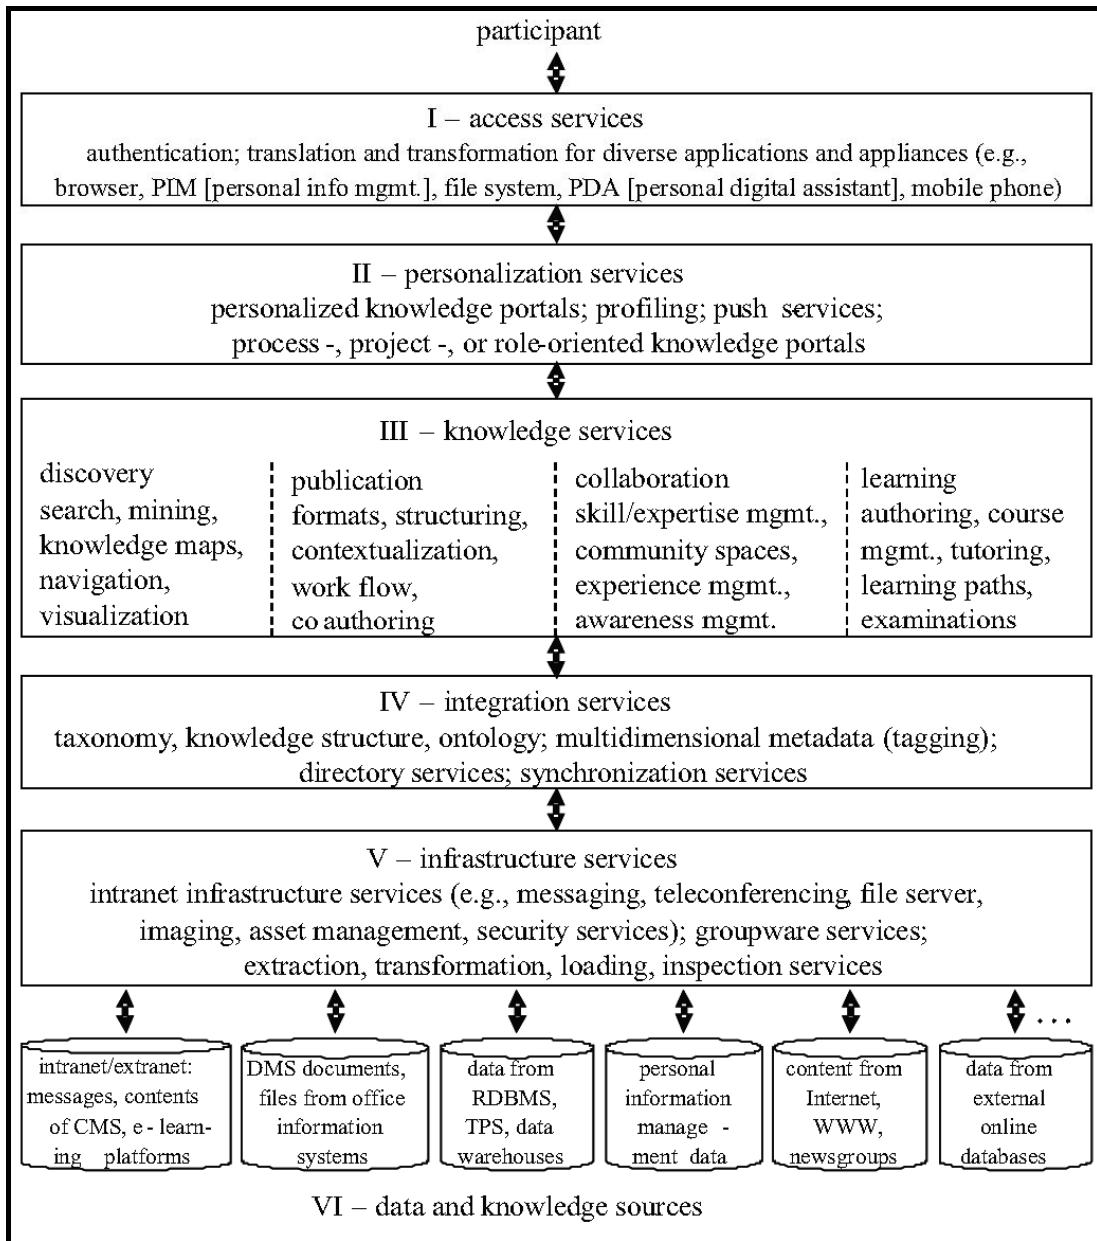 participant
I – access services
authentication; translation and transformation for diverse applications and appliances (e.g.,
browser, PIM [personal info mgmt.], file system, PDA [personal digital assistant], mobile phone)
II – personalization services
personalized knowledge portals; profiling; push services;
process -, project -, or role-oriented knowledge portals
III – knowledge services
discovery
search, mining,
knowledge maps,
navigation,
visualization
publication
formats, structuring,
contextualization,
work flow,
co authoring
collaboration
skill/expertise mgmt.,
community spaces,
experience mgmt.,
awareness mgmt.
learning
authoring, course
mgmt., tutoring,
learning paths,
examinations
IV – integration services
taxonomy, knowledge structure, ontology; multidimensional metadata (tagging);
directory services; synchronization services
V – infrastructure services
intranet infrastructure services (e.g., messaging, teleconferencing, file server,
imaging, asset management, security services); groupware services;
extraction, transformation, loading, inspection services
...
intranet/extranet:
messages, contents
of CMS, e - learn-
ing platforms
DMS documents,
files from office
information
systems
data from
RDBMS,
TPS, data
warehouses
personal
information
manage -
ment data
content from
Internet,
WWW,
newsgroups
data from
external
online
databases
VI – data and knowledge sources